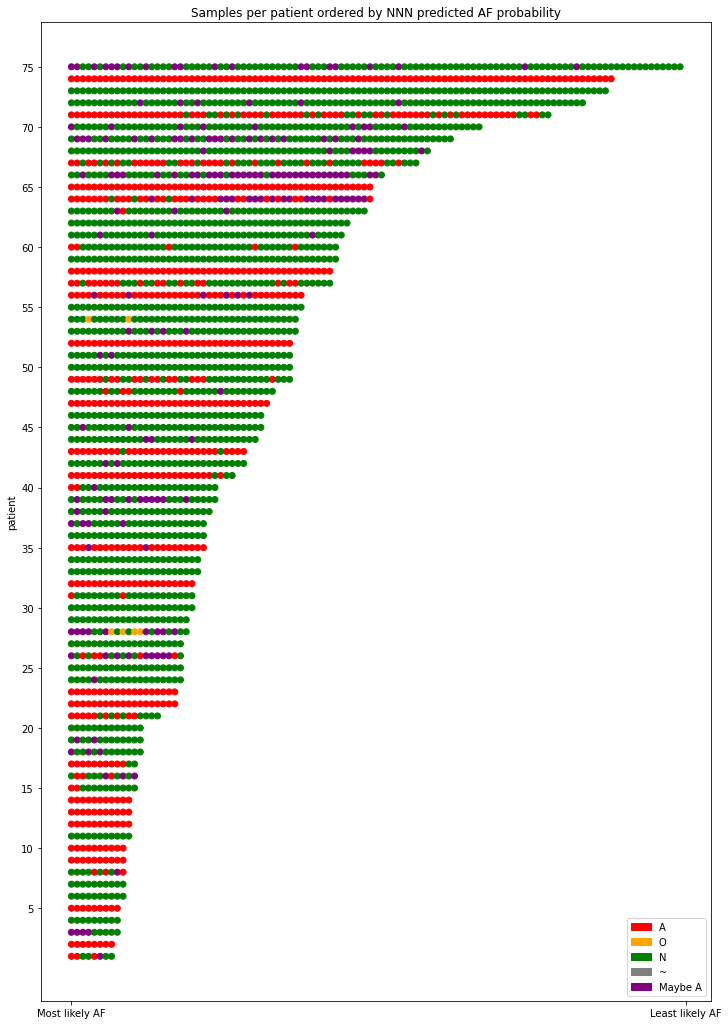 Samples per patient ordered by NNN predicted AF probability
75
70
65
60
55
50
45
40
35
30
25
20
15
10
5
patient
Most likely AF
Least likely AF
A
O
N
~
Maybe A